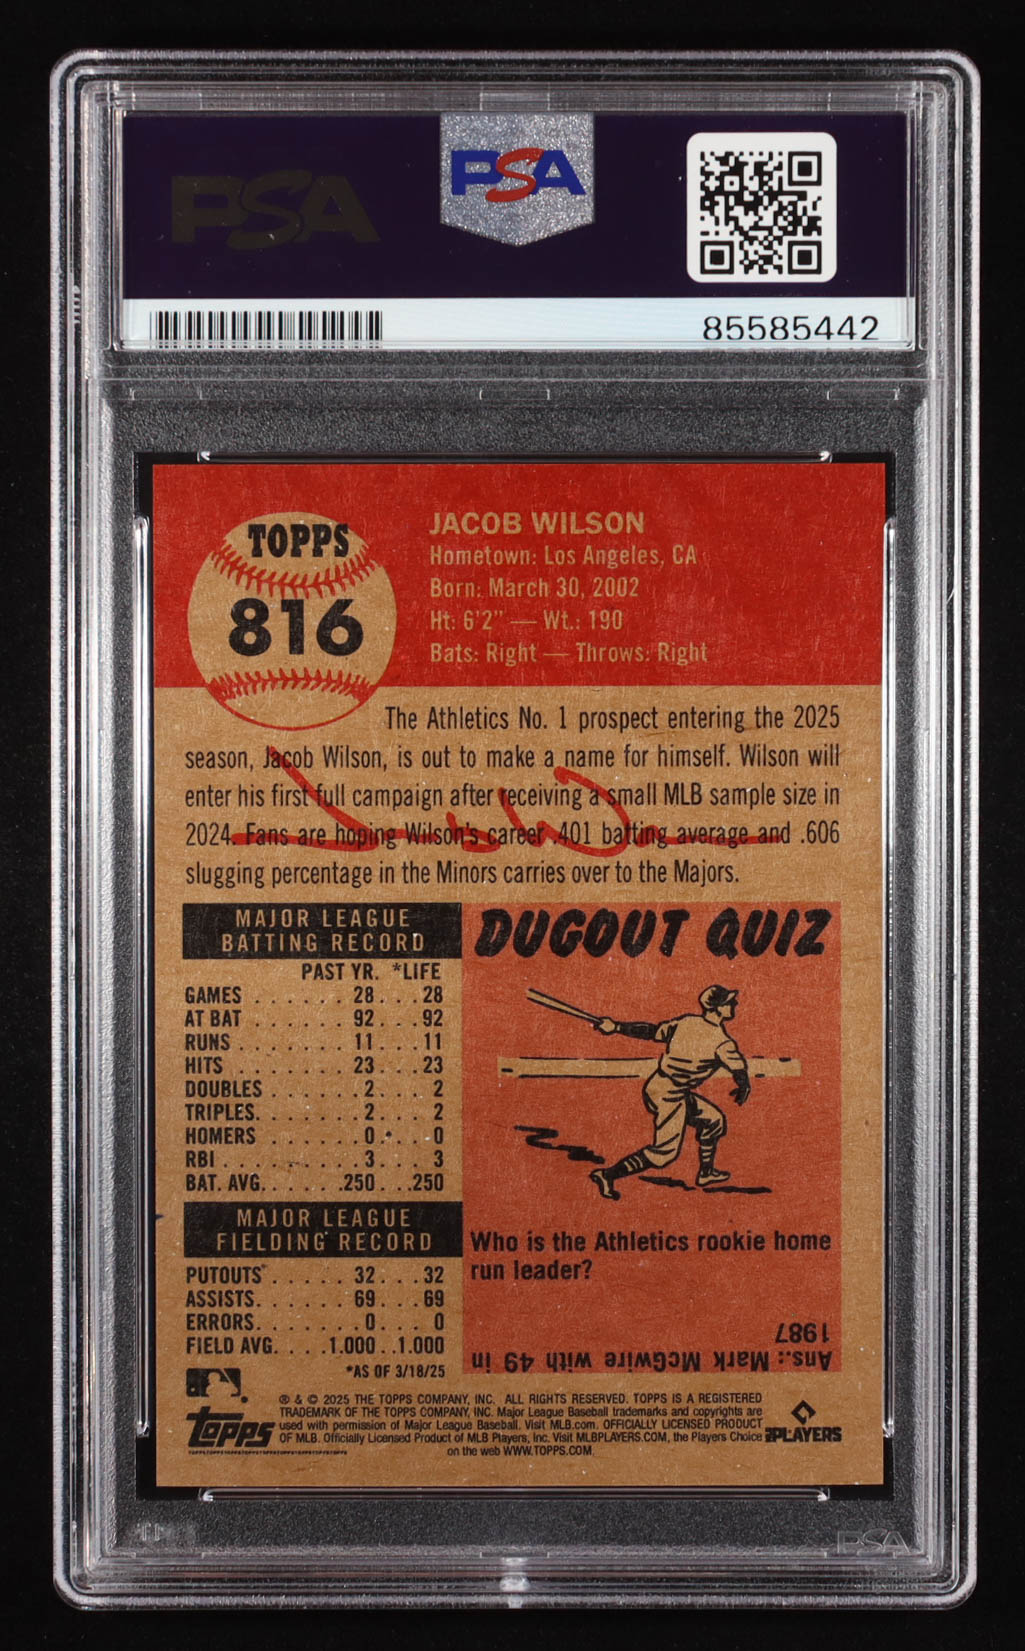 PSA
PSA
85585442
TOPPS
816
JACOB WILSON
Hometown: Los Angeles, CA
Born: March 30, 2002
Ht: 6'2" — Wt.: 190
Bats: Right — Throws: Right
The Athletics No. 1 prospect entering the 2025
season, Jacob Wilson, is out to make a name for himself. Wilson will
enter his first full campaign after receiving a small MLB sample size in
2024. Fans are hoping Wilson's career .401 batting average and .606
slugging percentage in the Minors carries over to the Majors.
MAJOR LEAGUE
BATTING RECORD
PAST YR. *LIFE
GAMES . . . . . . 28. . . 28
AT BAT . . . . . . 92. . . 92
RUNS . . . . . . . 11. . . 11
HITS . . . . . . . 23. . . 23
DOUBLES . . . . . . 2. . . 2
TRIPLES. . . . . . . 2. . . 2
HOMERS . . . . . . 0. . . 0
RBI . . . . . . . . 3. . . 3
BAT. AVG. . . . . .250. . .250
MAJOR LEAGUE
FIELDING RECORD
PUTOUTS . . . . . 32. . . 32
ASSISTS. . . . . . 69. . . 69
ERRORS. . . . . . . 0. . . 0
FIELD AVG. . . . 1.000. . 1.000
*AS OF 3/18/25
DUGOUT QUIZ
Who is the Athletics rookie home
run leader?
Ans.: Mark McGwire with 49 in
1987
topps
® & © 2025 THE TOPPS COMPANY, INC. ALL RIGHTS RESERVED. TOPPS IS A REGISTERED
TRADEMARK OF THE TOPPS COMPANY, INC. Major League Baseball trademarks and copyrights are
used with permission of Major League Baseball. Visit MLB.com. OFFICIALLY LICENSED PRODUCT
OF MLB. Officially Licensed Product of MLB Players, Inc. Visit MLBPLAYERS.COM, the Players Choice
on the web WWW.TOPPS.COM.
PLAYERS
PSA